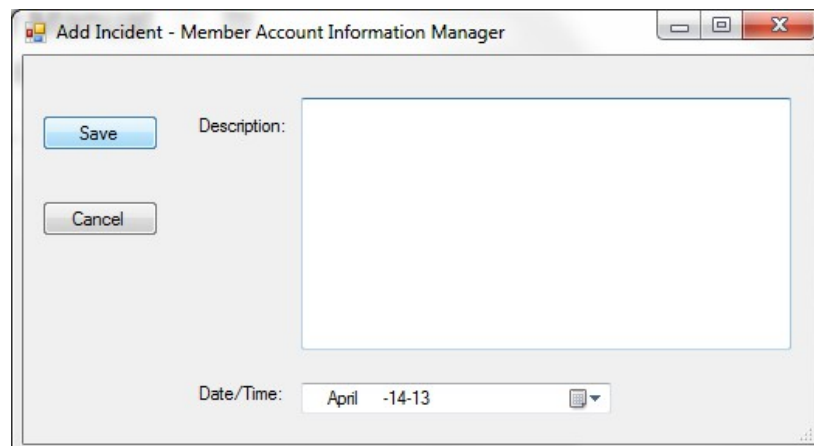 Add Incident - Member Account Information Manager
Save
Description:
Cancel
Date/Time:
April -14-13